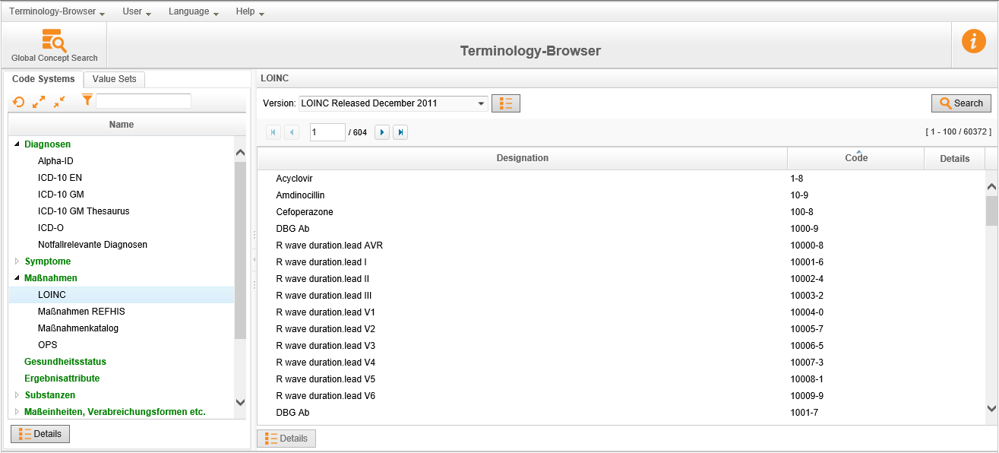 Terminology-Browser User Language Help
Global Concept Search
Terminology-Browser
i
Code Systems Value Sets
Name
Diagnosen
Alpha-ID
ICD-10 EN
ICD-10 GM
ICD-10 GM Thesaurus
ICD-O
Notfallrelevante Diagnosen
Symptome
Maßnahmen
LOINC
Maßnahmen REFHIS
Maßnahmenkatalog
OPS
Gesundheitsstatus
Ergebnisattribute
Substanzen
Maßeinheiten, Verabreichungsformen etc.
Details
LOINC
Version: LOINC Released December 2011 Search
1 / 604 [ 1 - 100 / 60372 ]
Designation Code Details
Acyclovir 1-8
Amdinocillin 10-9
Cefoperazone 100-8
DBG Ab 1000-9
R wave duration.lead AVR 10000-8
R wave duration.lead I 10001-6
R wave duration.lead II 10002-4
R wave duration.lead III 10003-2
R wave duration.lead V1 10004-0
R wave duration.lead V2 10005-7
R wave duration.lead V3 10006-5
R wave duration.lead V4 10007-3
R wave duration.lead V5 10008-1
R wave duration.lead V6 10009-9
DBG Ab 1001-7
Details